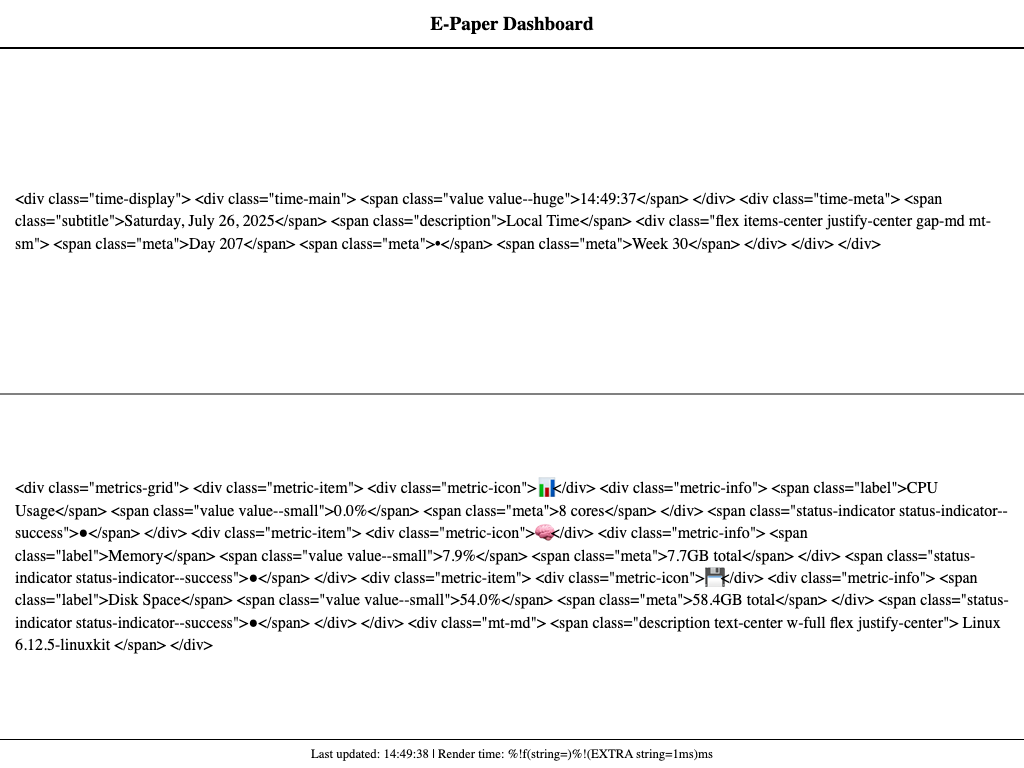 E-Paper Dashboard
<div class="time-display"> <div class="time-main"> <span class="value value--huge">14:49:37</span> </div> <div class="time-meta"> <span
class="subtitle">Saturday, July 26, 2025</span> <span class="description">Local Time</span> <div class="flex items-center justify-center gap-md mt-
sm"> <span class="meta">Day 207</span> <span class="meta">•</span> <span class="meta">Week 30</span> </div> </div> </div>
<div class="metrics-grid"> <div class="metric-item"> <div class="metric-icon">📊</div> <div class="metric-info"> <span class="label">CPU
Usage</span> <span class="value value--small">0.0%</span> <span class="meta">8 cores</span> </div> <span class="status-indicator status-indicator--
success">●</span> </div> <div class="metric-item"> <div class="metric-icon">🧠</div> <div class="metric-info"> <span
class="label">Memory</span> <span class="value value--small">7.9%</span> <span class="meta">7.7GB total</span> </div> <span class="status-
indicator status-indicator--success">●</span> </div> <div class="metric-item"> <div class="metric-icon">💾</div> <div class="metric-info"> <span
class="label">Disk Space</span> <span class="value value--small">54.0%</span> <span class="meta">58.4GB total</span> </div> <span class="status-
indicator status-indicator--success">●</span> </div> </div> <div class="mt-md"> <span class="description text-center w-full flex justify-center"> Linux
6.12.5-linuxkit </span> </div>
Last updated: 14:49:38 | Render time: %!f(string=)%!(EXTRA string=1ms)ms